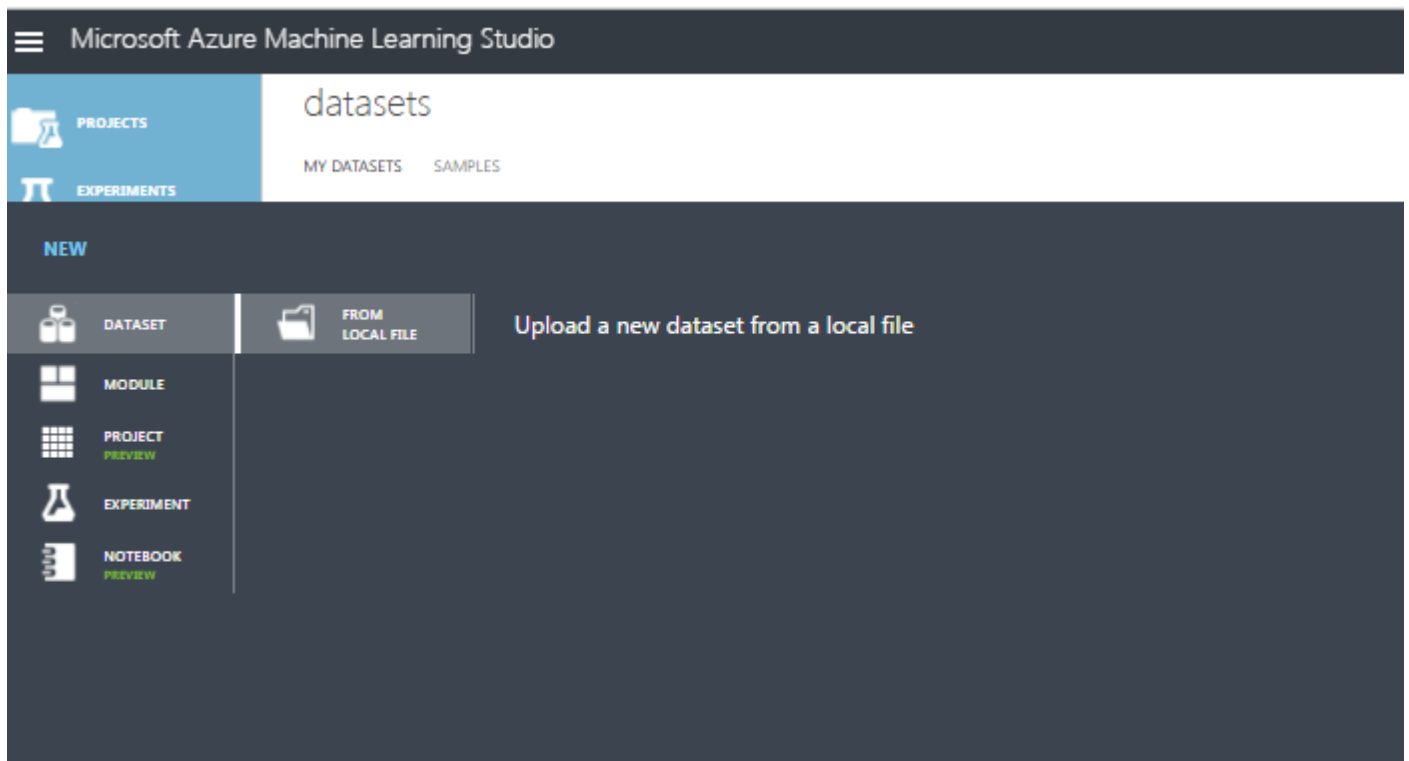 Microsoft Azure Machine Learning Studio
PROJECTS
EXPERIMENTS
datasets
MY DATASETS SAMPLES
NEW
DATASET
MODULE
PROJECT
PREVIEW
EXPERIMENT
NOTEBOOK
PREVIEW
FROM
LOCAL FILE
Upload a new dataset from a local file